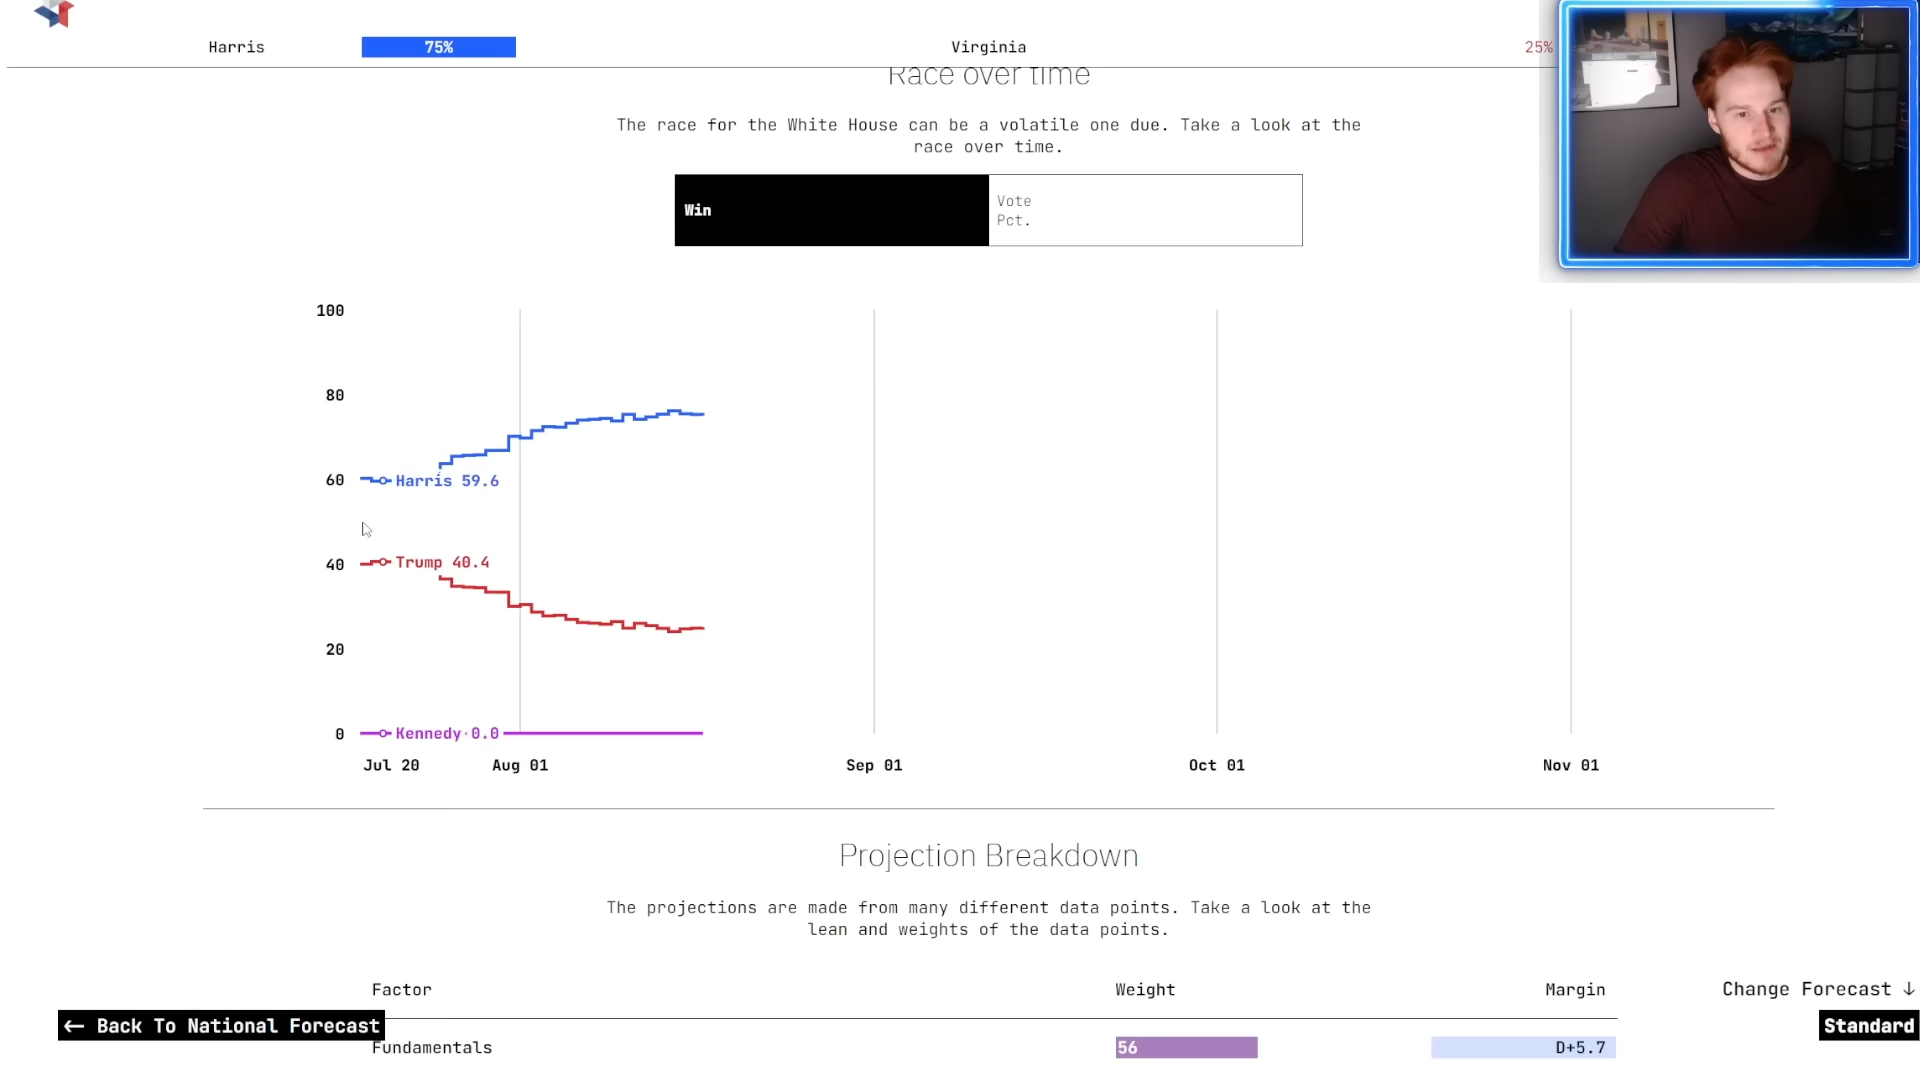 Harris 75% Virginia 25%
Race over time
The race for the White House can be a volatile one due. Take a look at the
race over time.
Win
Vote
Pct.
100
80
60
40
20
0
Harris 59.6
Trump 40.4
Kennedy 0.0
Jul 20 Aug 01 Sep 01 Oct 01 Nov 01
Projection Breakdown
The projections are made from many different data points. Take a look at the
lean and weights of the data points.
Factor Weight Margin
Change Forecast ↓
← Back To National Forecast
Standard
Fundamentals 56 D+5.7